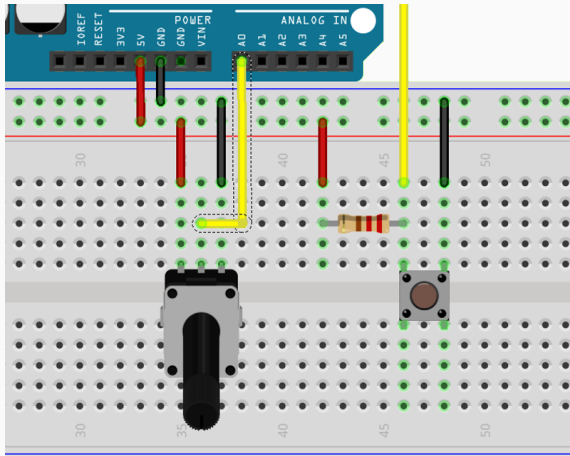 POWER ANALOG IN
IOREF RESET 3V3 5V GND GND VIN A0 A1 A2 A3 A4 A5
30 40 45 50
30 35 40 45 50